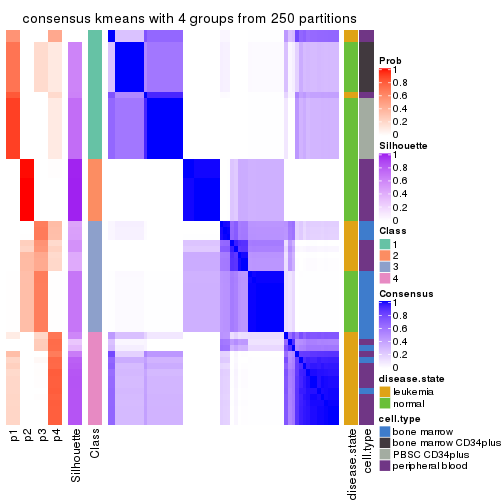 consensus kmeans with 4 groups from 250 partitions
Prob
1
0.8
0.6
0.4
0.2
0
Silhouette
1
0.8
0.6
0.4
0.2
0
Class
1
2
3
4
Consensus
1
0.8
0.6
0.4
0.2
0
disease.state
leukemia
normal
cell.type
bone marrow
bone marrow CD34plus
PBSC CD34plus
peripheral blood
p1
p2
p3
p4
Silhouette
Class
disease.state
cell.type